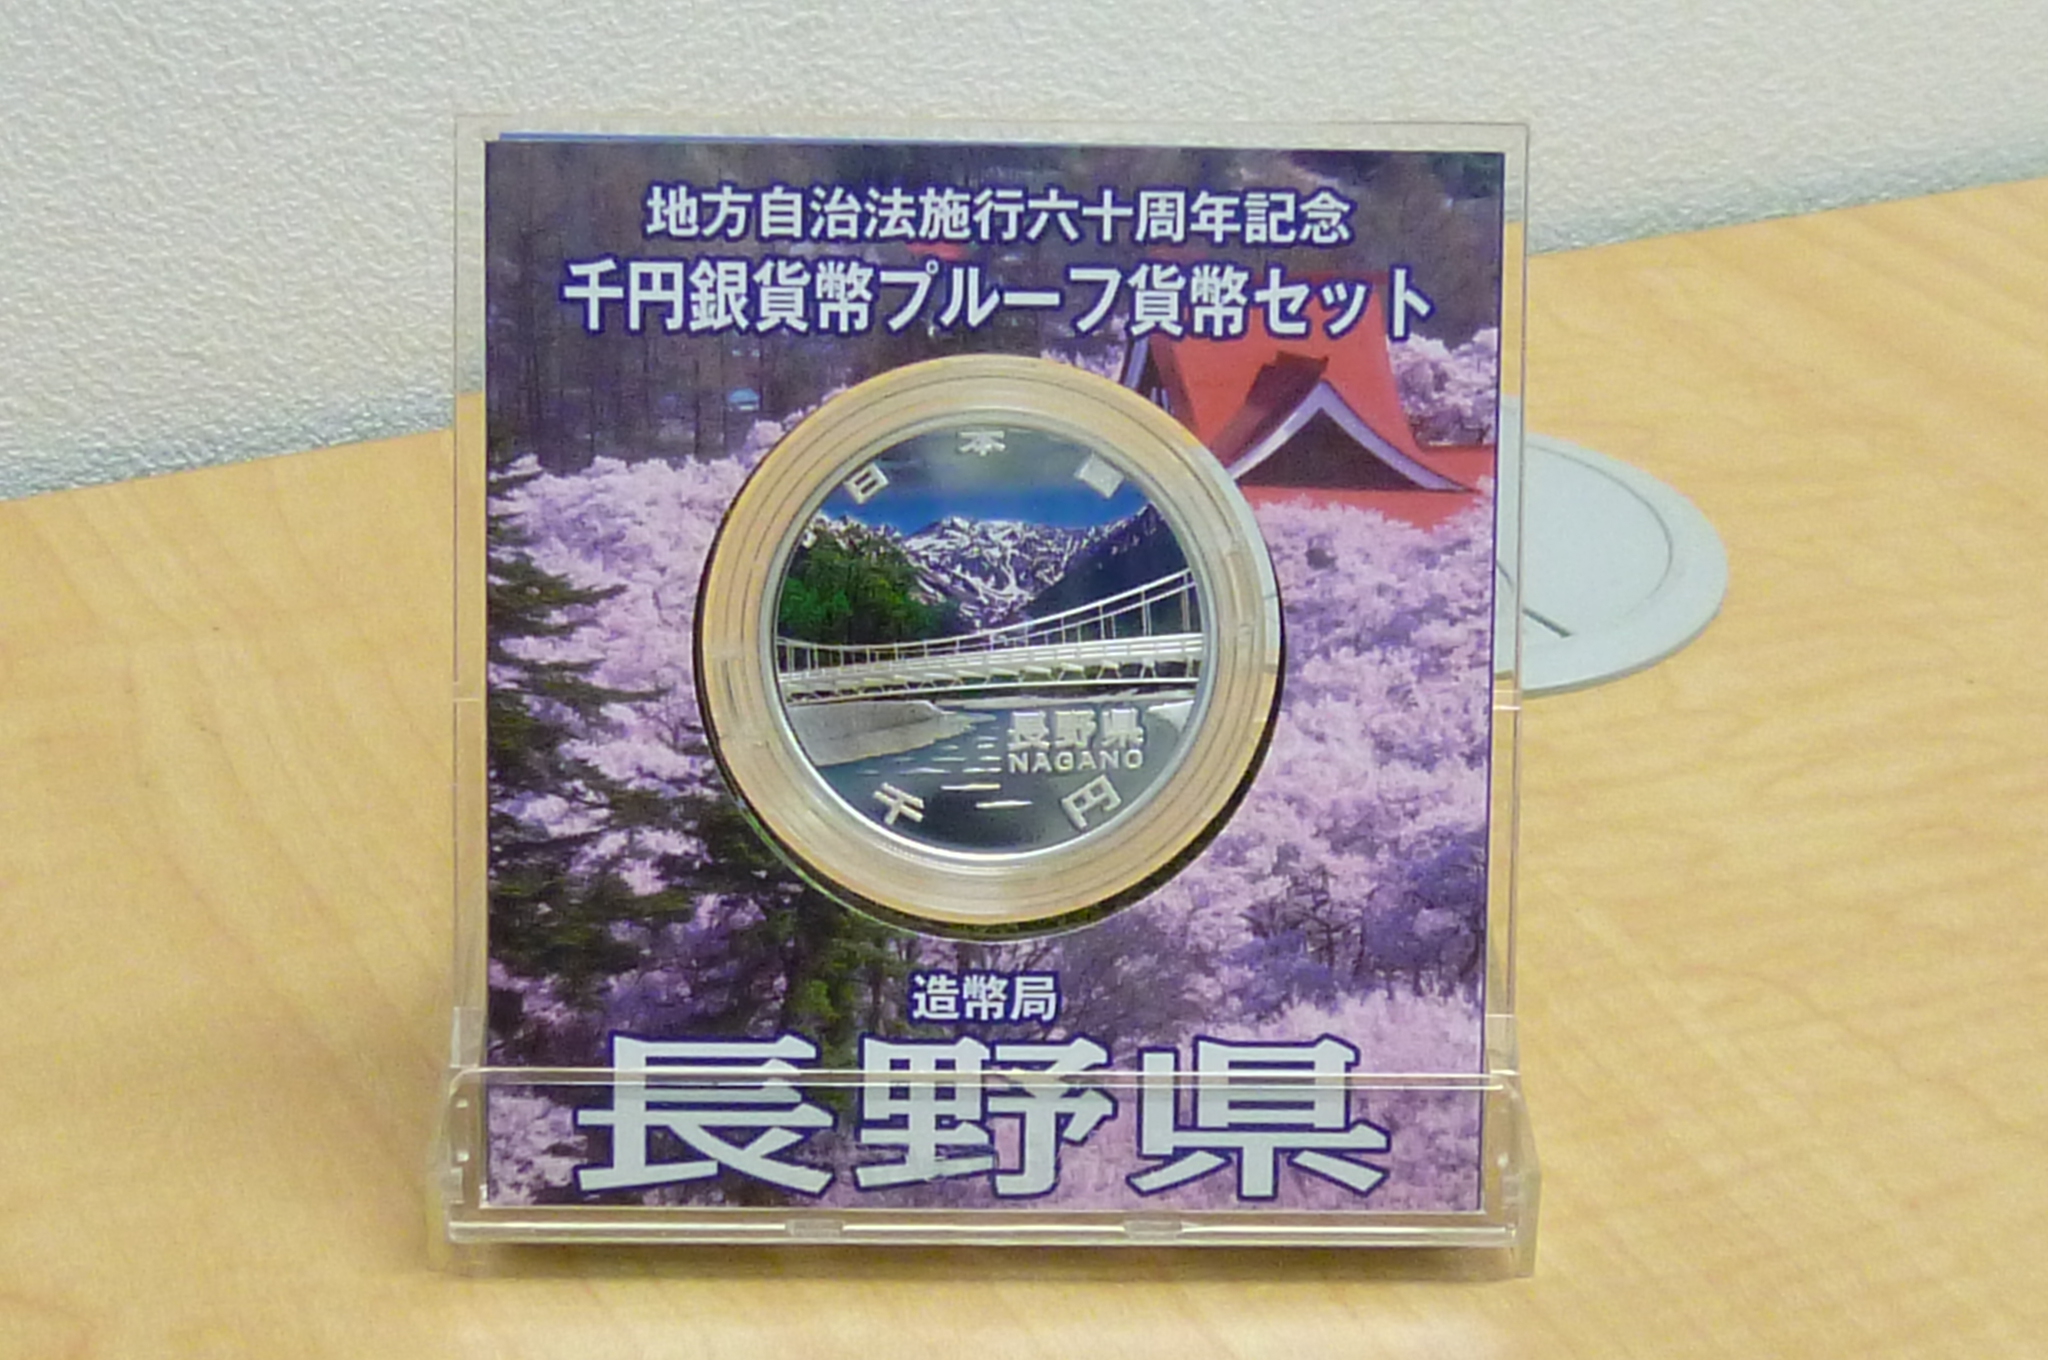 地方自治法施行六十周年記念
千円銀貨幣プルーフ貨幣セット
日本国
長野県
NAGANO
千円
造幣局
長野県